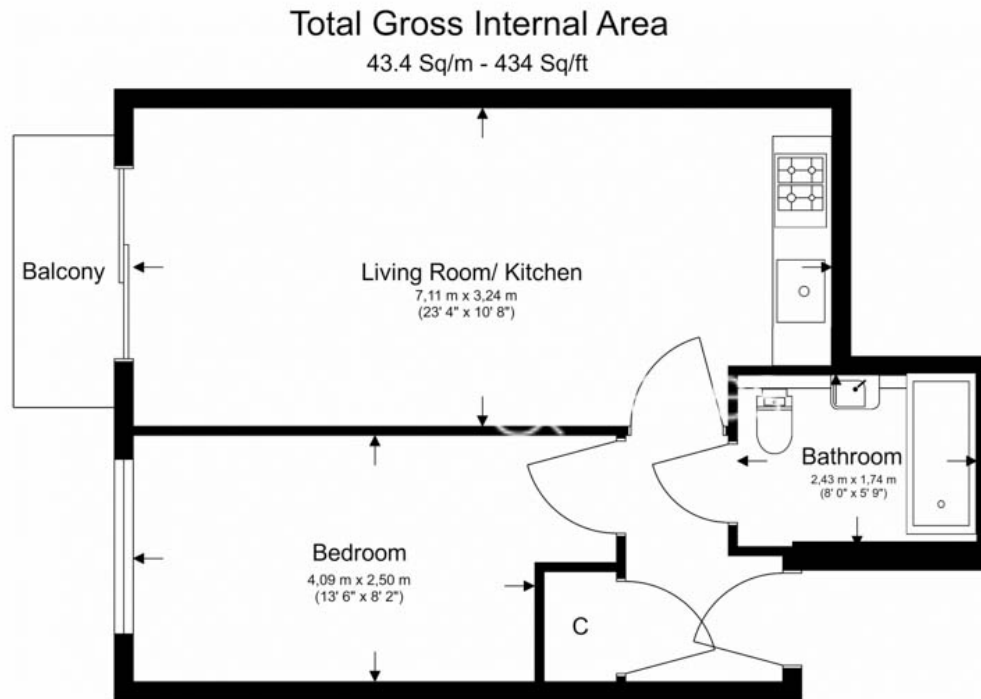 Total Gross Internal Area
43.4 Sq/m - 434 Sq/ft
Balcony
Living Room/ Kitchen
7,11 m x 3,24 m
(23' 4" x 10' 8")
Bathroom
2,43 m x 1,74 m
(8' 0" x 5' 9")
Bedroom
4,09 m x 2,50 m
(13' 6" x 8' 2")
C